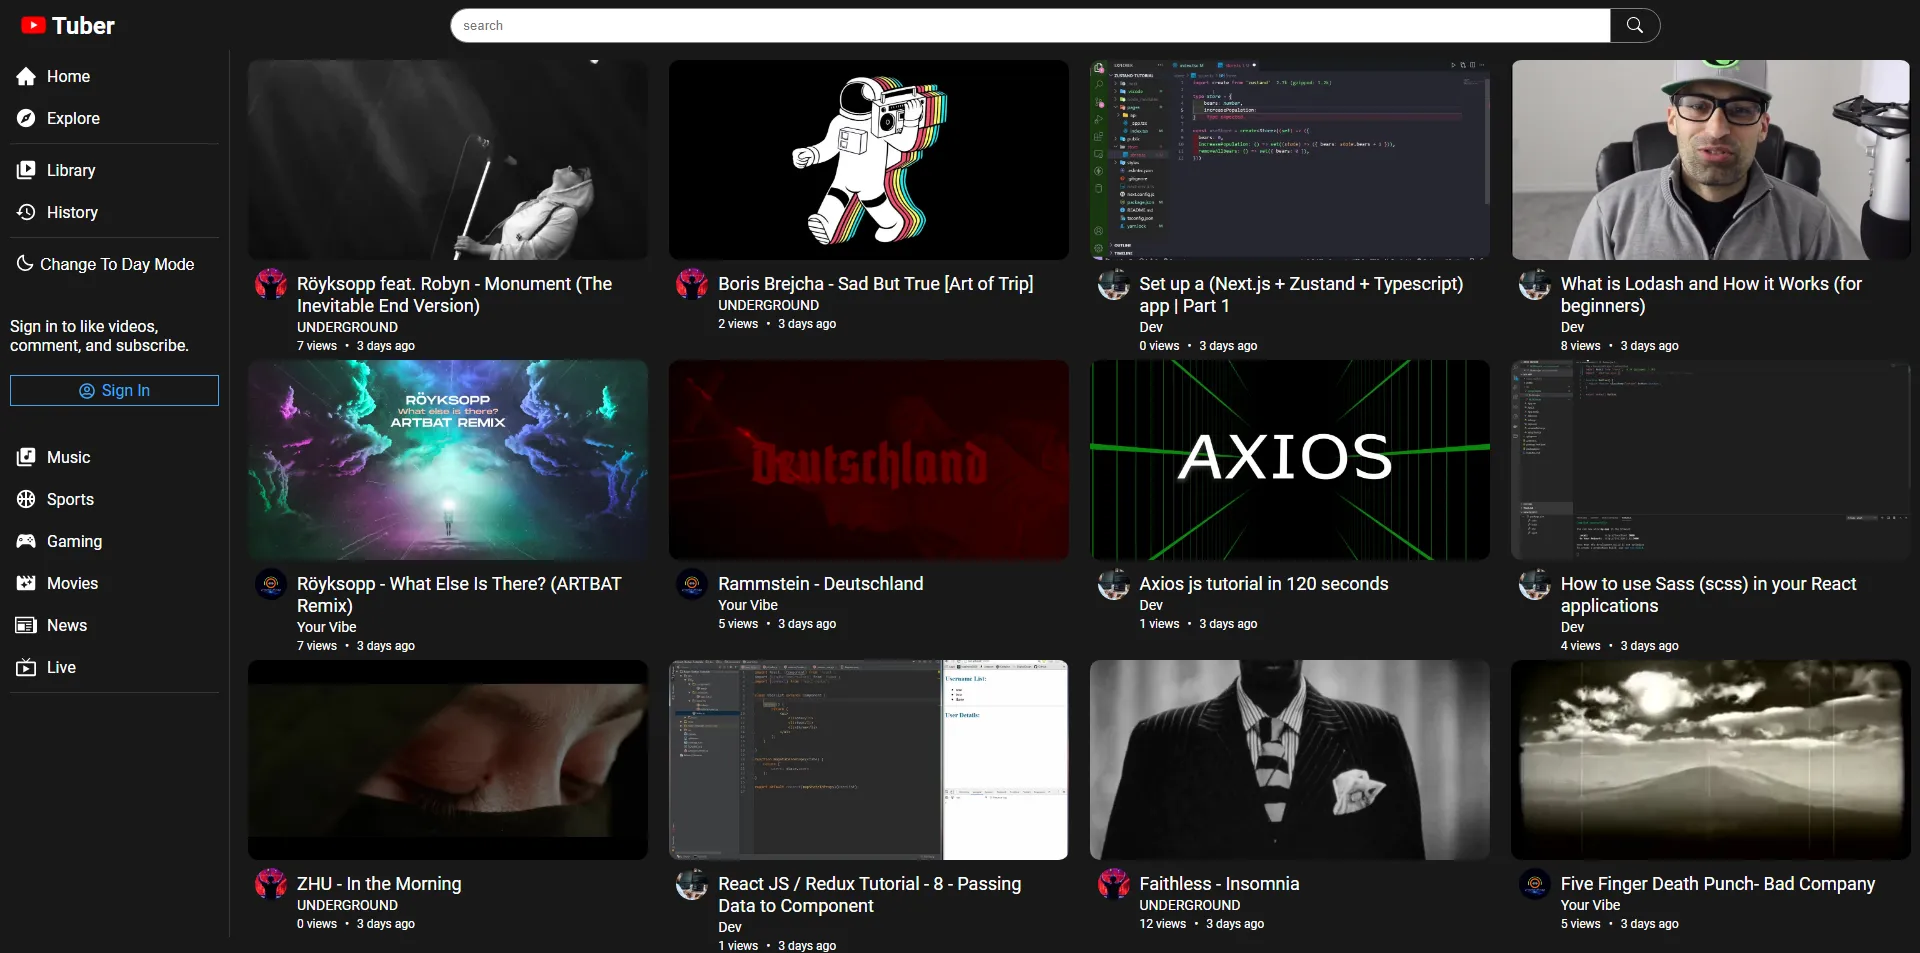 Tuber
search
Home
Explore
Library
History
Change To Day Mode
Sign in to like videos,
comment, and subscribe.
Sign In
Music
Sports
Gaming
Movies
News
Live
Röyksopp feat. Robyn - Monument (The
Inevitable End Version)
UNDERGROUND
7 views • 3 days ago
Boris Brejcha - Sad But True [Art of Trip]
UNDERGROUND
2 views • 3 days ago
Set up a (Next.js + Zustand + Typescript)
app | Part 1
Dev
0 views • 3 days ago
What is Lodash and How it Works (for
beginners)
Dev
8 views • 3 days ago
RÖYKSOPP
What else is there?
ARTBAT REMIX
Röyksopp - What Else Is There? (ARTBAT
Remix)
Your Vibe
7 views • 3 days ago
Deutschland
Rammstein - Deutschland
Your Vibe
5 views • 3 days ago
AXIOS
Axios js tutorial in 120 seconds
Dev
1 views • 3 days ago
How to use Sass (scss) in your React
applications
Dev
4 views • 3 days ago
ZHU - In the Morning
UNDERGROUND
0 views • 3 days ago
Username List:
User Details:
React JS / Redux Tutorial - 8 - Passing
Data to Component
Dev
1 views • 3 days ago
Faithless - Insomnia
UNDERGROUND
12 views • 3 days ago
Five Finger Death Punch- Bad Company
Your Vibe
5 views • 3 days ago